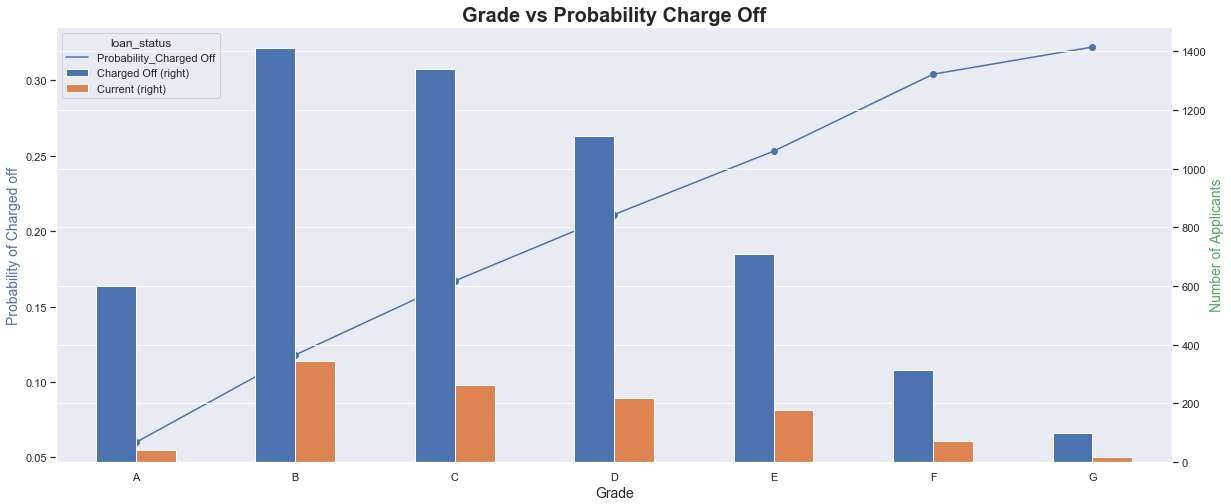 Grade vs Probability Charge Off
loan_status
Probability_Charged Off
Charged Off (right)
Current (right)
Probability of Charged off
0.30
0.25
0.20
0.15
0.10
0.05
1400
1200
1000
800
600
400
200
0
Number of Applicants
A B C D E F G
Grade